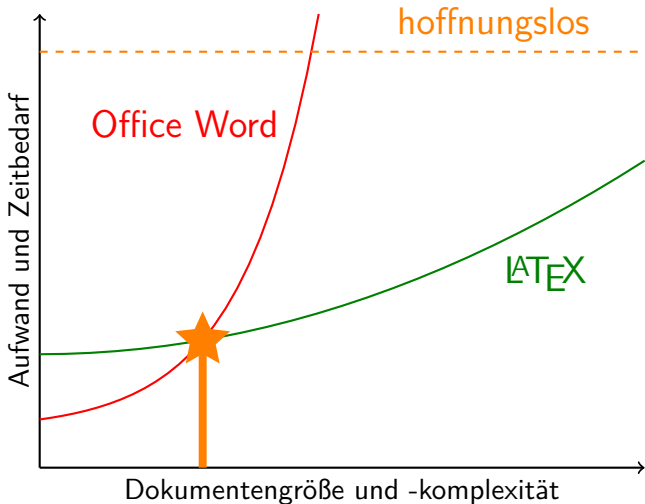 hoffnungslos
Office Word
LATEX
Aufwand und Zeitbedarf
Dokumentengröße und -komplexität